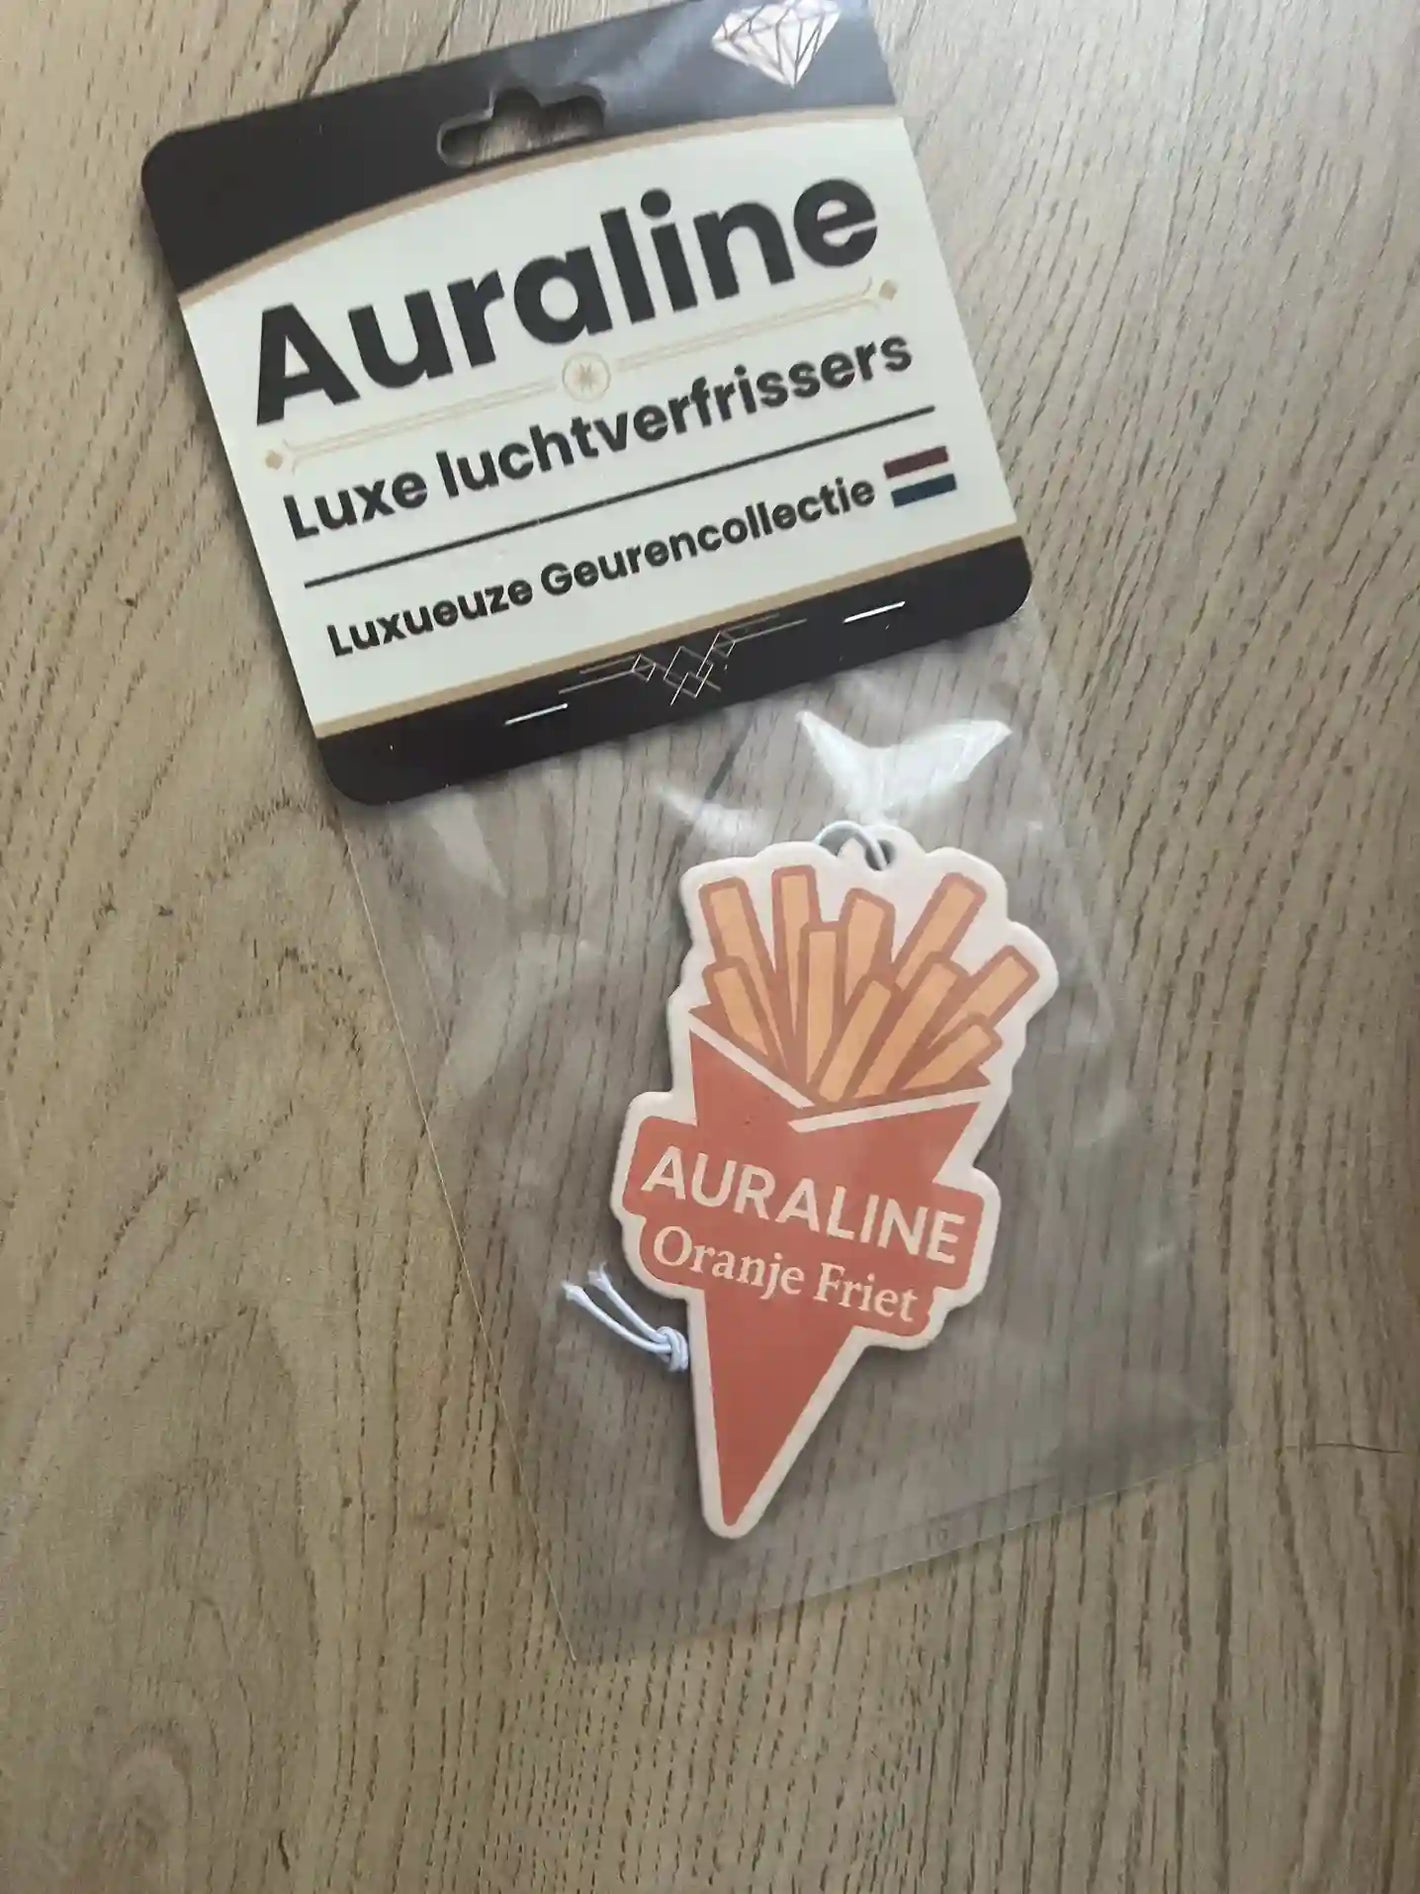 Auraline
Luxe luchtverfrissers
Luxueuze Geurencollectie
AURALINE
Oranje Friet